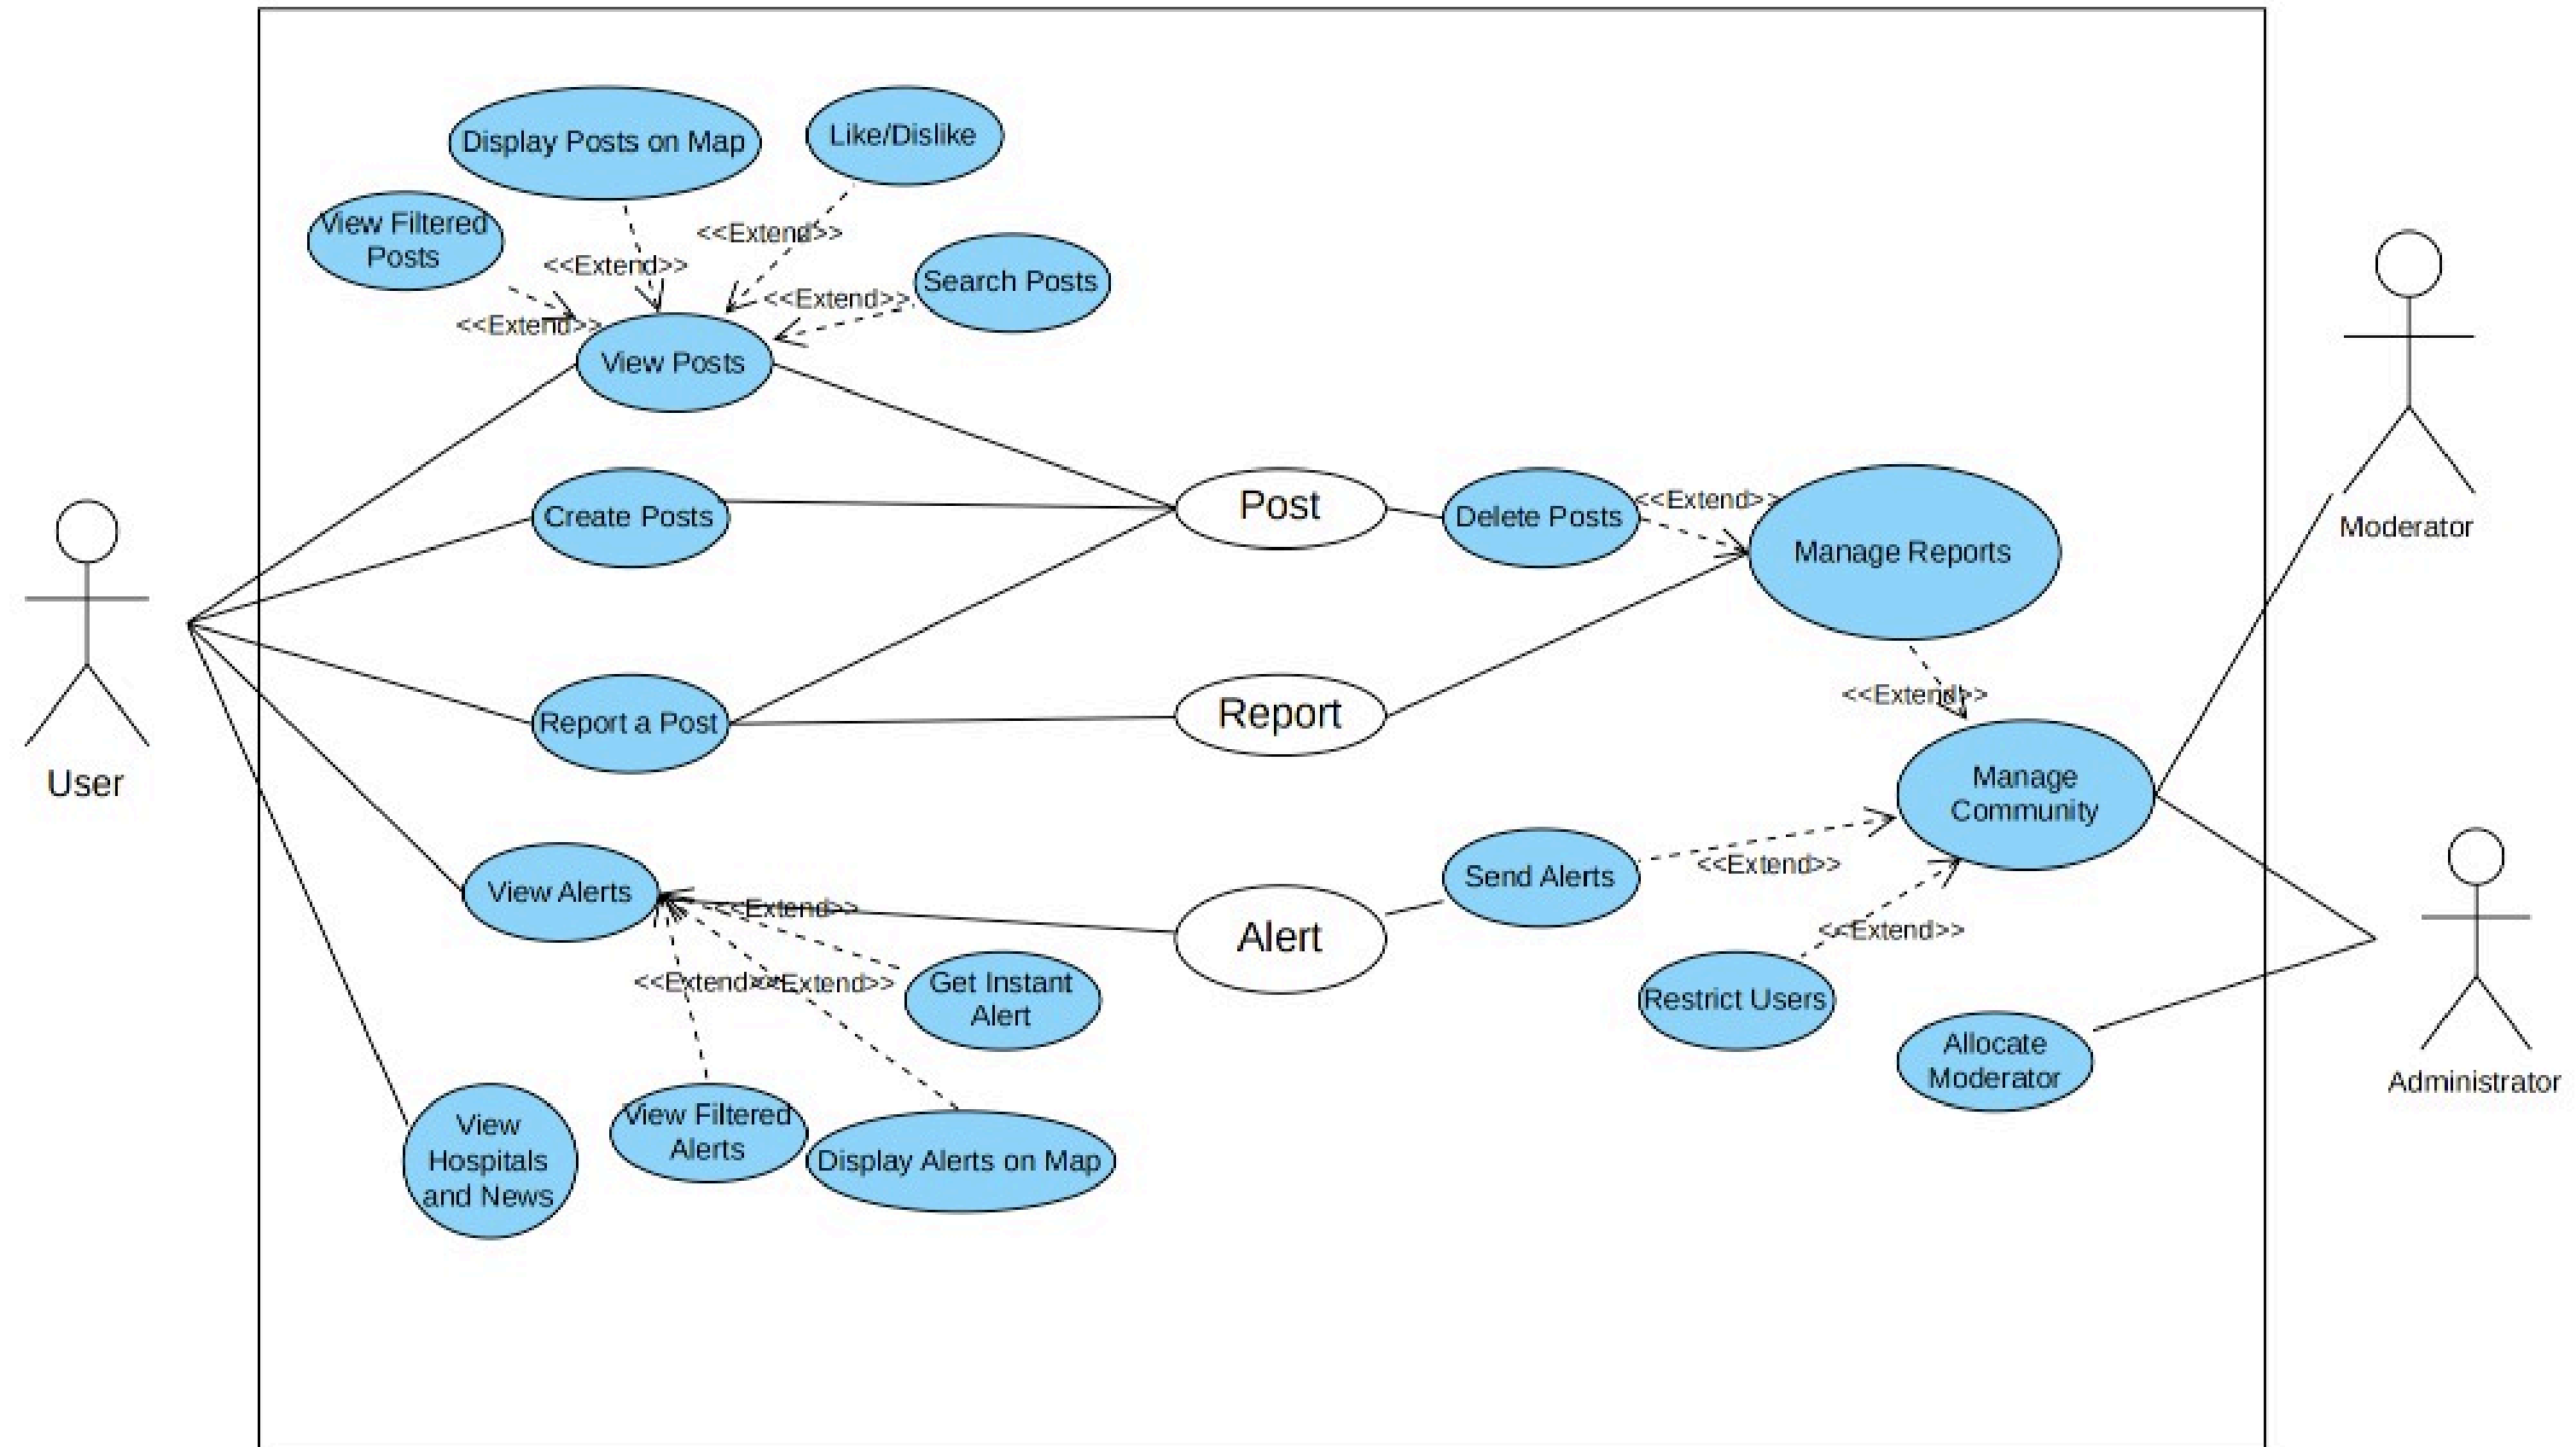 Display Posts on Map
Like/Dislike
View Filtered
Posts
<<Extend>>
<<Extend>>
Search Posts
<<Extend>>
<<Extend>>
View Posts
Post
Create Posts
Delete Posts
<<Extend>>
Manage Reports
Moderator
Report a Post
Report
<<Extend>>
User
Manage
Community
View Alerts
<<Extend>>
Alert
Send Alerts
<<Extend>>
<<Extend>>
<<Extend>>
<<Extend>>
Get Instant
Alert
Restrict Users
Allocate
Moderator
Administrator
View
Hospitals
and News
View Filtered
Alerts
Display Alerts on Map